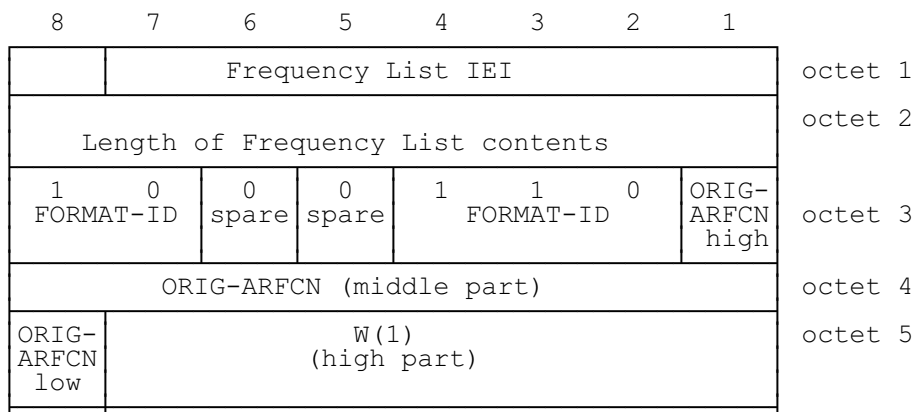 8 7 6 5 4 3 2 1
Frequency List IEI octet 1
octet 2
Length of Frequency List contents
1 0 0 0 1 1 0 ORIG-
FORMAT-ID spare spare FORMAT-ID ARFCN octet 3
high
ORIG-ARFCN (middle part) octet 4
ORIG- W(1) octet 5
ARFCN (high part)
low